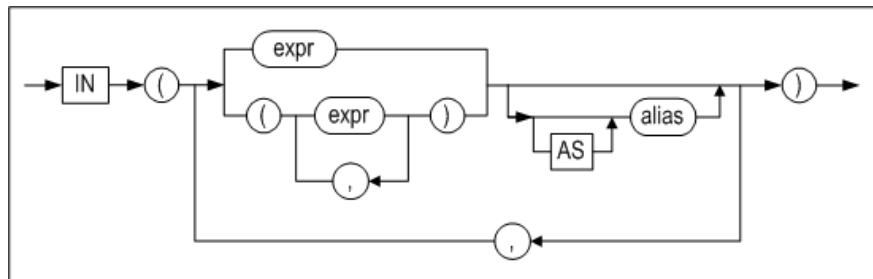 expr
IN ( ( expr ) alias )
AS
,
,